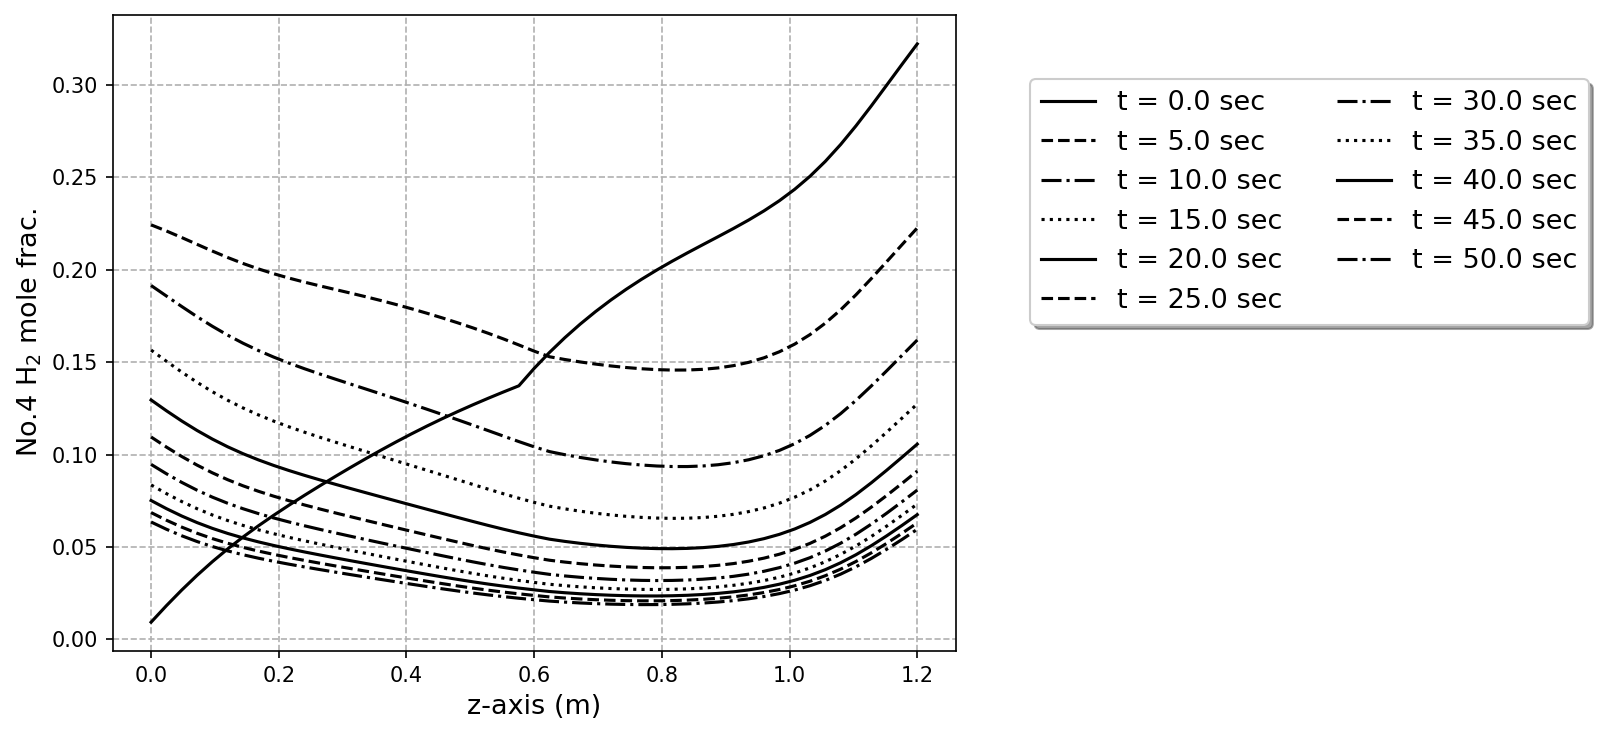 0.30
0.25
0.20
0.15
0.10
0.05
0.00
No.4 H₂ mole frac.
0.0 0.2 0.4 0.6 0.8 1.0 1.2
z-axis (m)
t = 0.0 sec
t = 5.0 sec
t = 10.0 sec
t = 15.0 sec
t = 20.0 sec
t = 25.0 sec
t = 30.0 sec
t = 35.0 sec
t = 40.0 sec
t = 45.0 sec
t = 50.0 sec